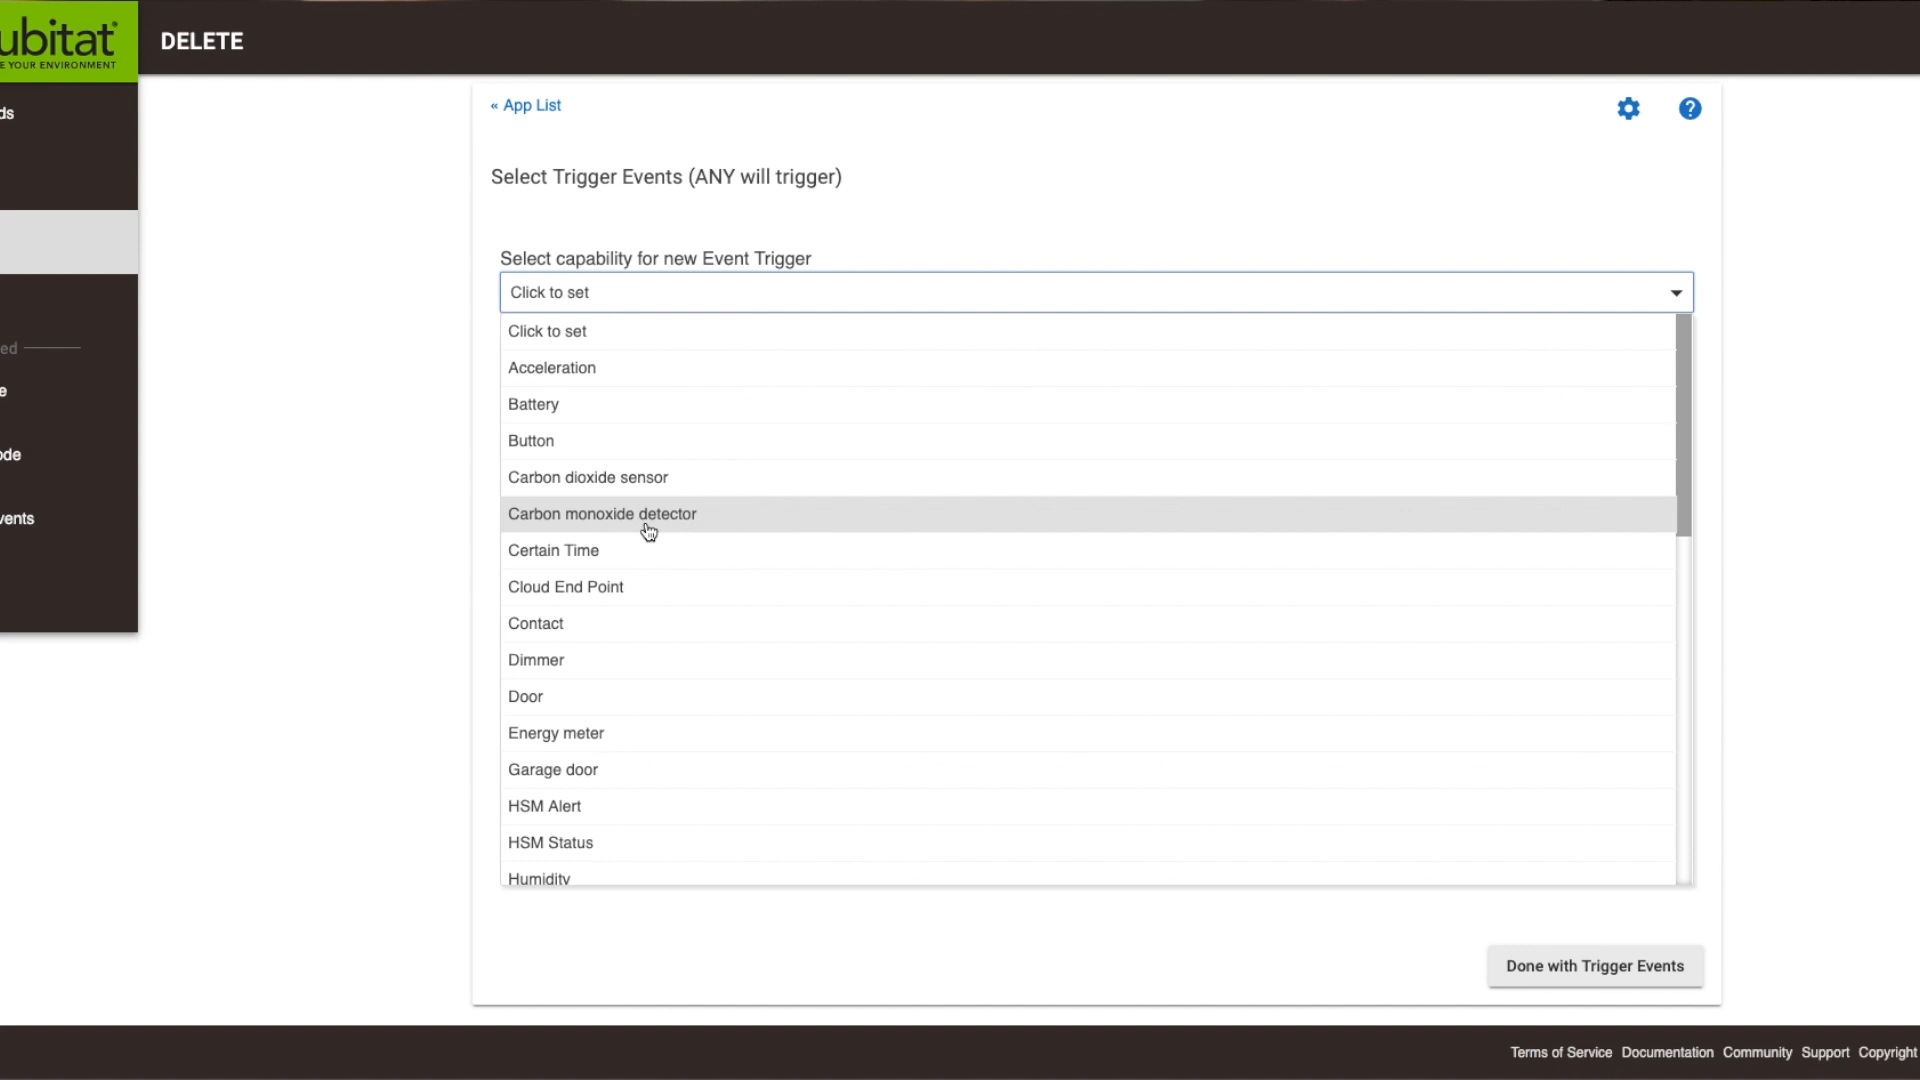 ubitat®
E YOUR ENVIRONMENT
DELETE
ds
ed
e
ode
vents
« App List
Select Trigger Events (ANY will trigger)
Select capability for new Event Trigger
Click to set
Click to set
Acceleration
Battery
Button
Carbon dioxide sensor
Carbon monoxide detector
Certain Time
Cloud End Point
Contact
Dimmer
Door
Energy meter
Garage door
HSM Alert
HSM Status
Humidity
Done with Trigger Events
Terms of Service Documentation Community Support Copyright